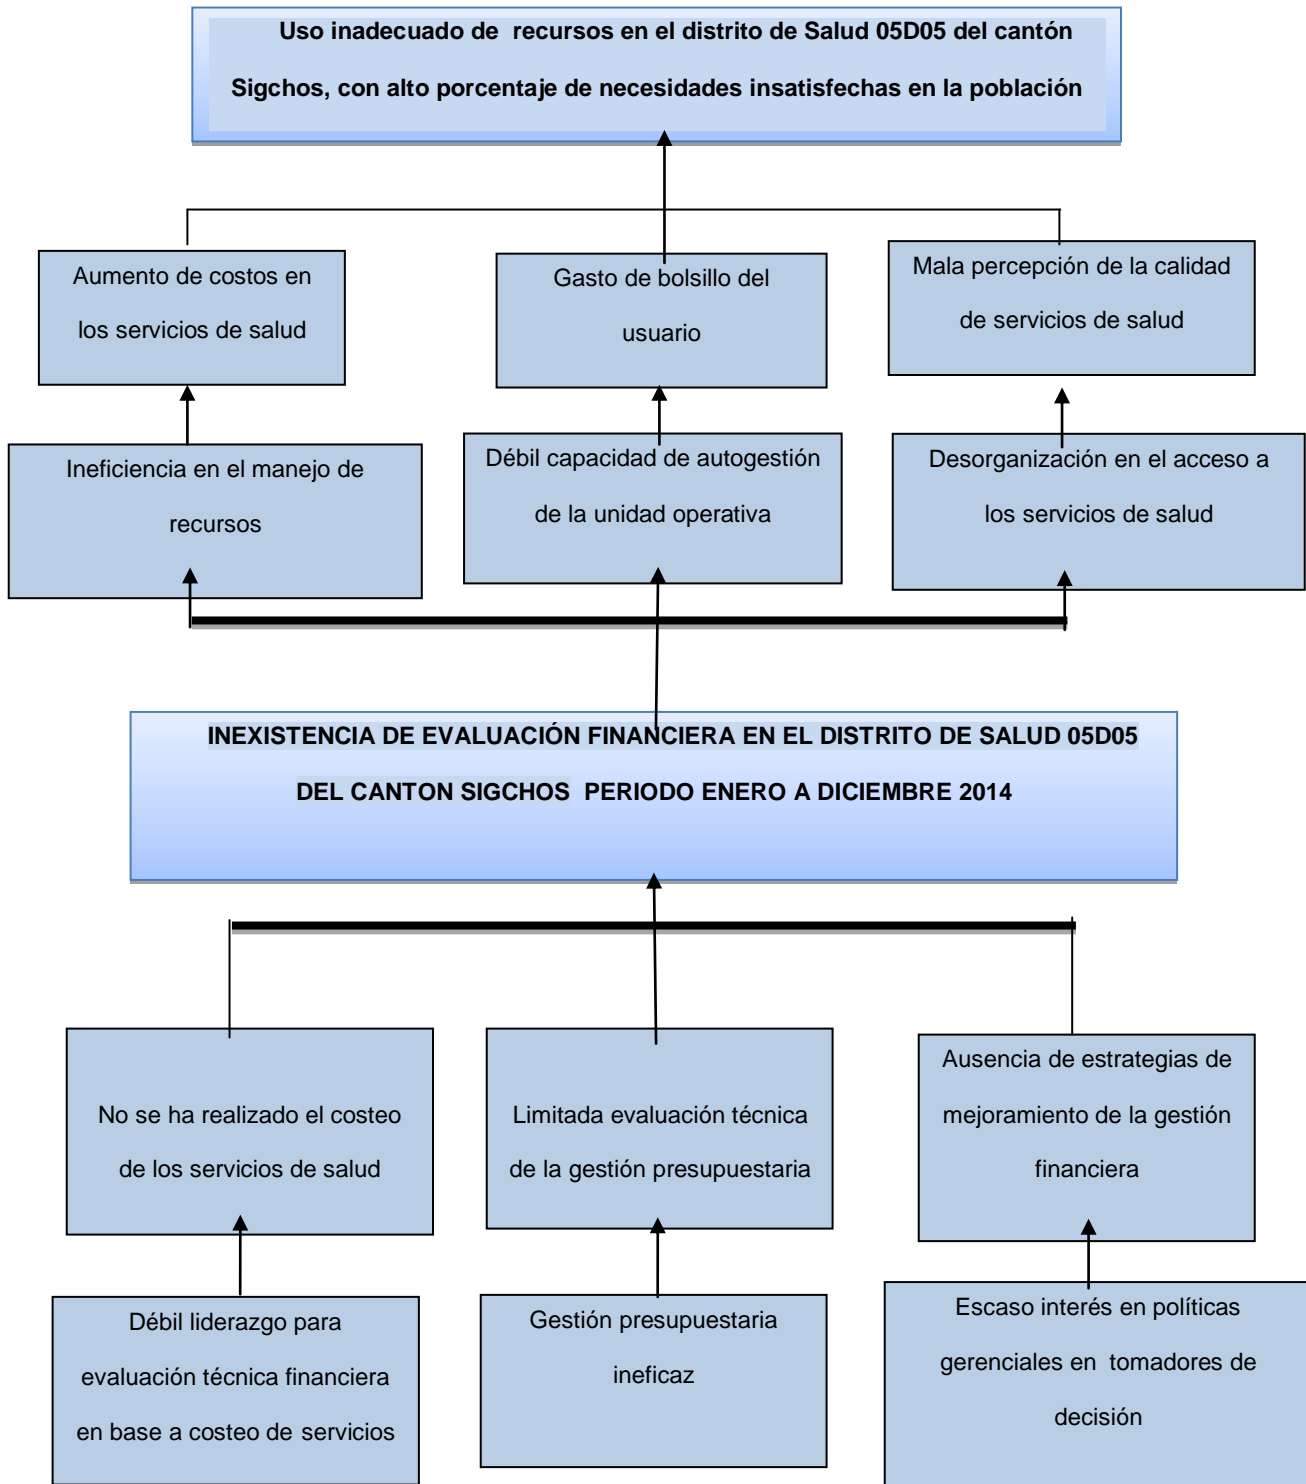 Uso inadecuado de recursos en el distrito de Salud 05D05 del cantón
Sigchos, con alto porcentaje de necesidades insatisfechas en la población
Aumento de costos en
los servicios de salud
Gasto de bolsillo del
usuario
Mala percepción de la calidad
de servicios de salud
Ineficiencia en el manejo de
recursos
Débil capacidad de autogestión
de la unidad operativa
Desorganización en el acceso a
los servicios de salud
INEXISTENCIA DE EVALUACIÓN FINANCIERA EN EL DISTRITO DE SALUD 05D05
DEL CANTON SIGCHOS PERIODO ENERO A DICIEMBRE 2014
No se ha realizado el costeo
de los servicios de salud
Limitada evaluación técnica
de la gestión presupuestaria
Ausencia de estrategias de
mejoramiento de la gestión
financiera
Débil liderazgo para
evaluación técnica financiera
en base a costeo de servicios
Gestión presupuestaria
ineficaz
Escaso interés en políticas
gerenciales en tomadores de
decisión